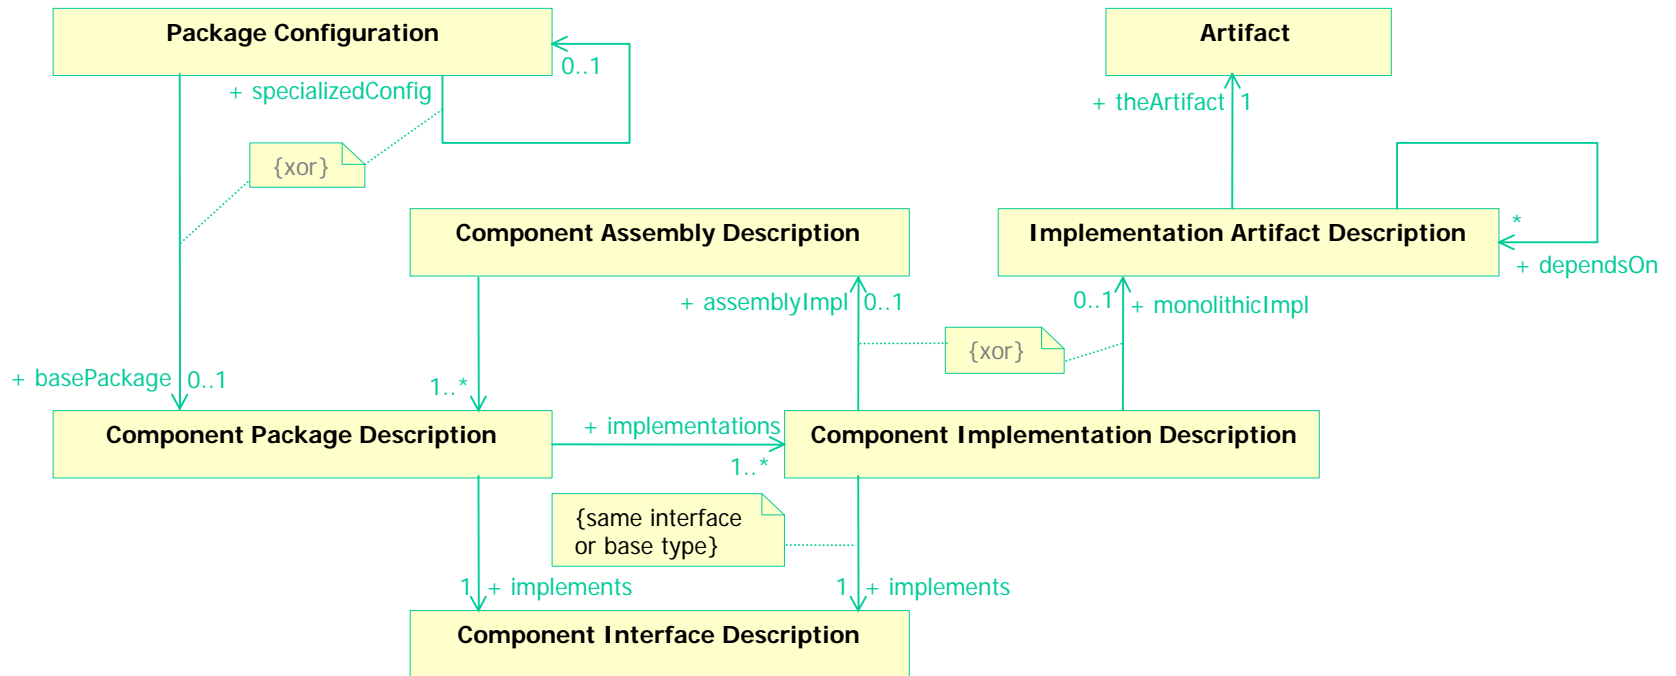 Package Configuration
Artifact
0..1
+ specializedConfig
+ theArtifact 1
{xor}
Component Assembly Description
Implementation Artifact Description
*
+ dependsOn
+ assemblyImpl 0..1
0..1 + monolithicImpl
{xor}
+ basePackage 0..1
1..*
Component Package Description
+ implementations
1..*
Component Implementation Description
{same interface
or base type}
1 + implements
1 + implements
Component Interface Description